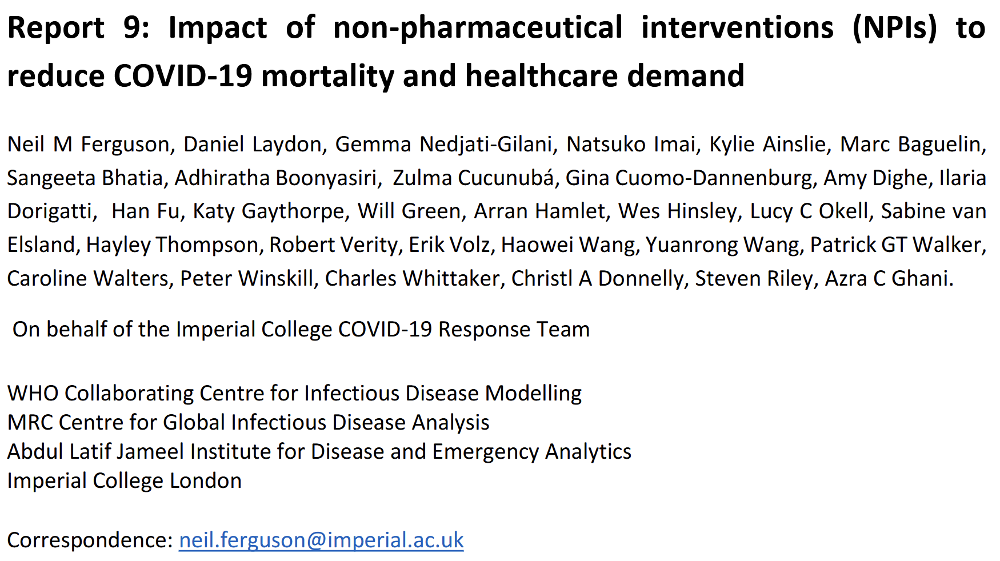 Report 9: Impact of non-pharmaceutical interventions (NPIs) to
reduce COVID-19 mortality and healthcare demand
Neil M Ferguson, Daniel Laydon, Gemma Nedjati-Gilani, Natsuko Imai, Kylie Ainslie, Marc Baguelin,
Sangeeta Bhatia, Adhiratha Boonyasiri, Zulma Cucunubá, Gina Cuomo-Dannenburg, Amy Dighe, Ilaria
Dorigatti, Han Fu, Katy Gaythorpe, Will Green, Arran Hamlet, Wes Hinsley, Lucy C Okell, Sabine van
Elsland, Hayley Thompson, Robert Verity, Erik Volz, Haowei Wang, Yuanrong Wang, Patrick GT Walker,
Caroline Walters, Peter Winskill, Charles Whittaker, Christl A Donnelly, Steven Riley, Azra C Ghani.
On behalf of the Imperial College COVID-19 Response Team
WHO Collaborating Centre for Infectious Disease Modelling
MRC Centre for Global Infectious Disease Analysis
Abdul Latif Jameel Institute for Disease and Emergency Analytics
Imperial College London
Correspondence: neil.ferguson@imperial.ac.uk